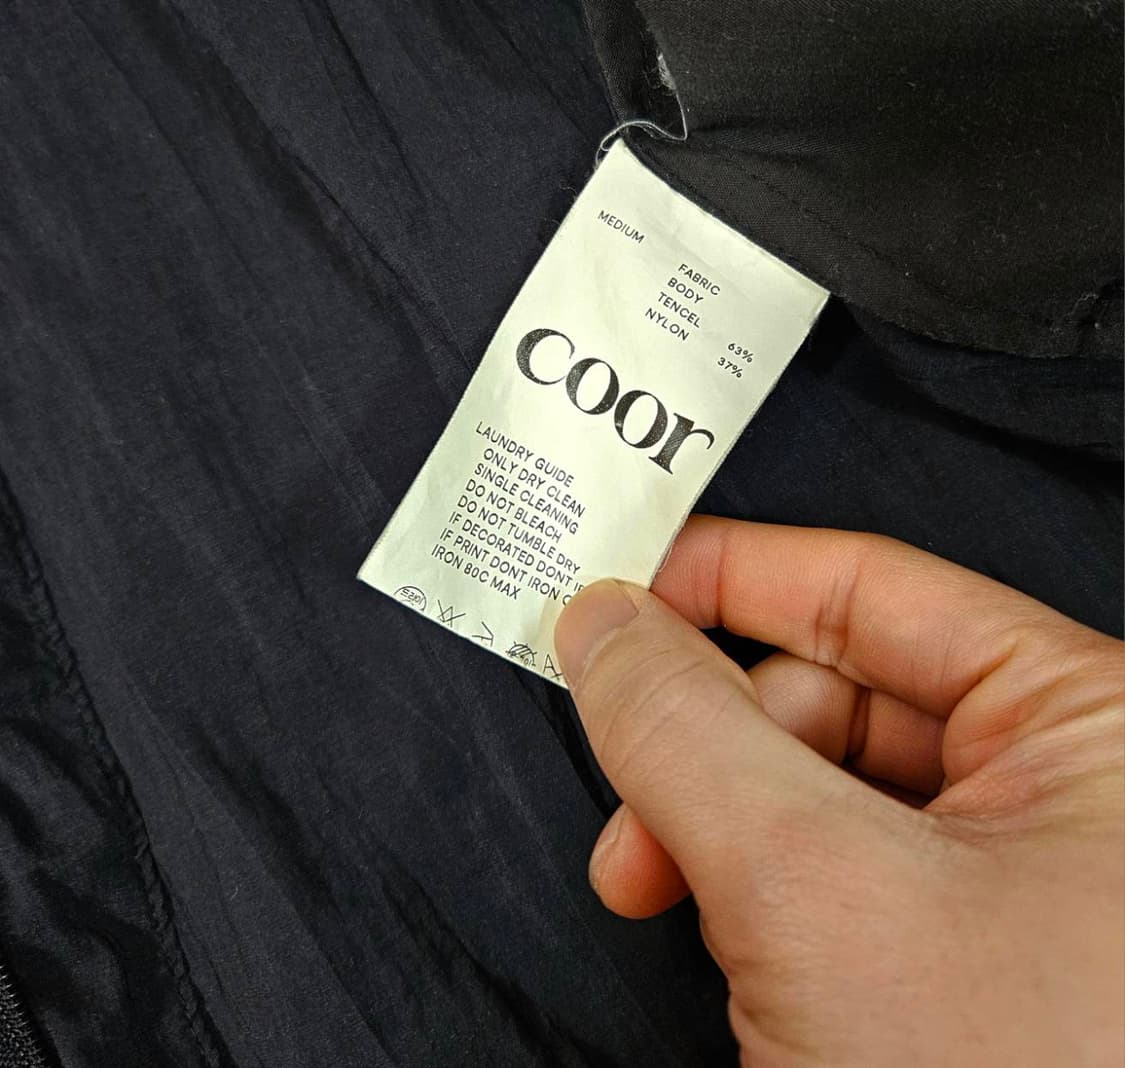 MEDIUM
FABRIC
BODY
TENCEL 63%
NYLON 37%
coor
LAUNDRY GUIDE
ONLY DRY CLEAN
SINGLE CLEANING
DO NOT BLEACH
DO NOT TUMBLE DRY
IF DECORATED DONT
IF PRINT DONT IRON
IRON 80C MAX